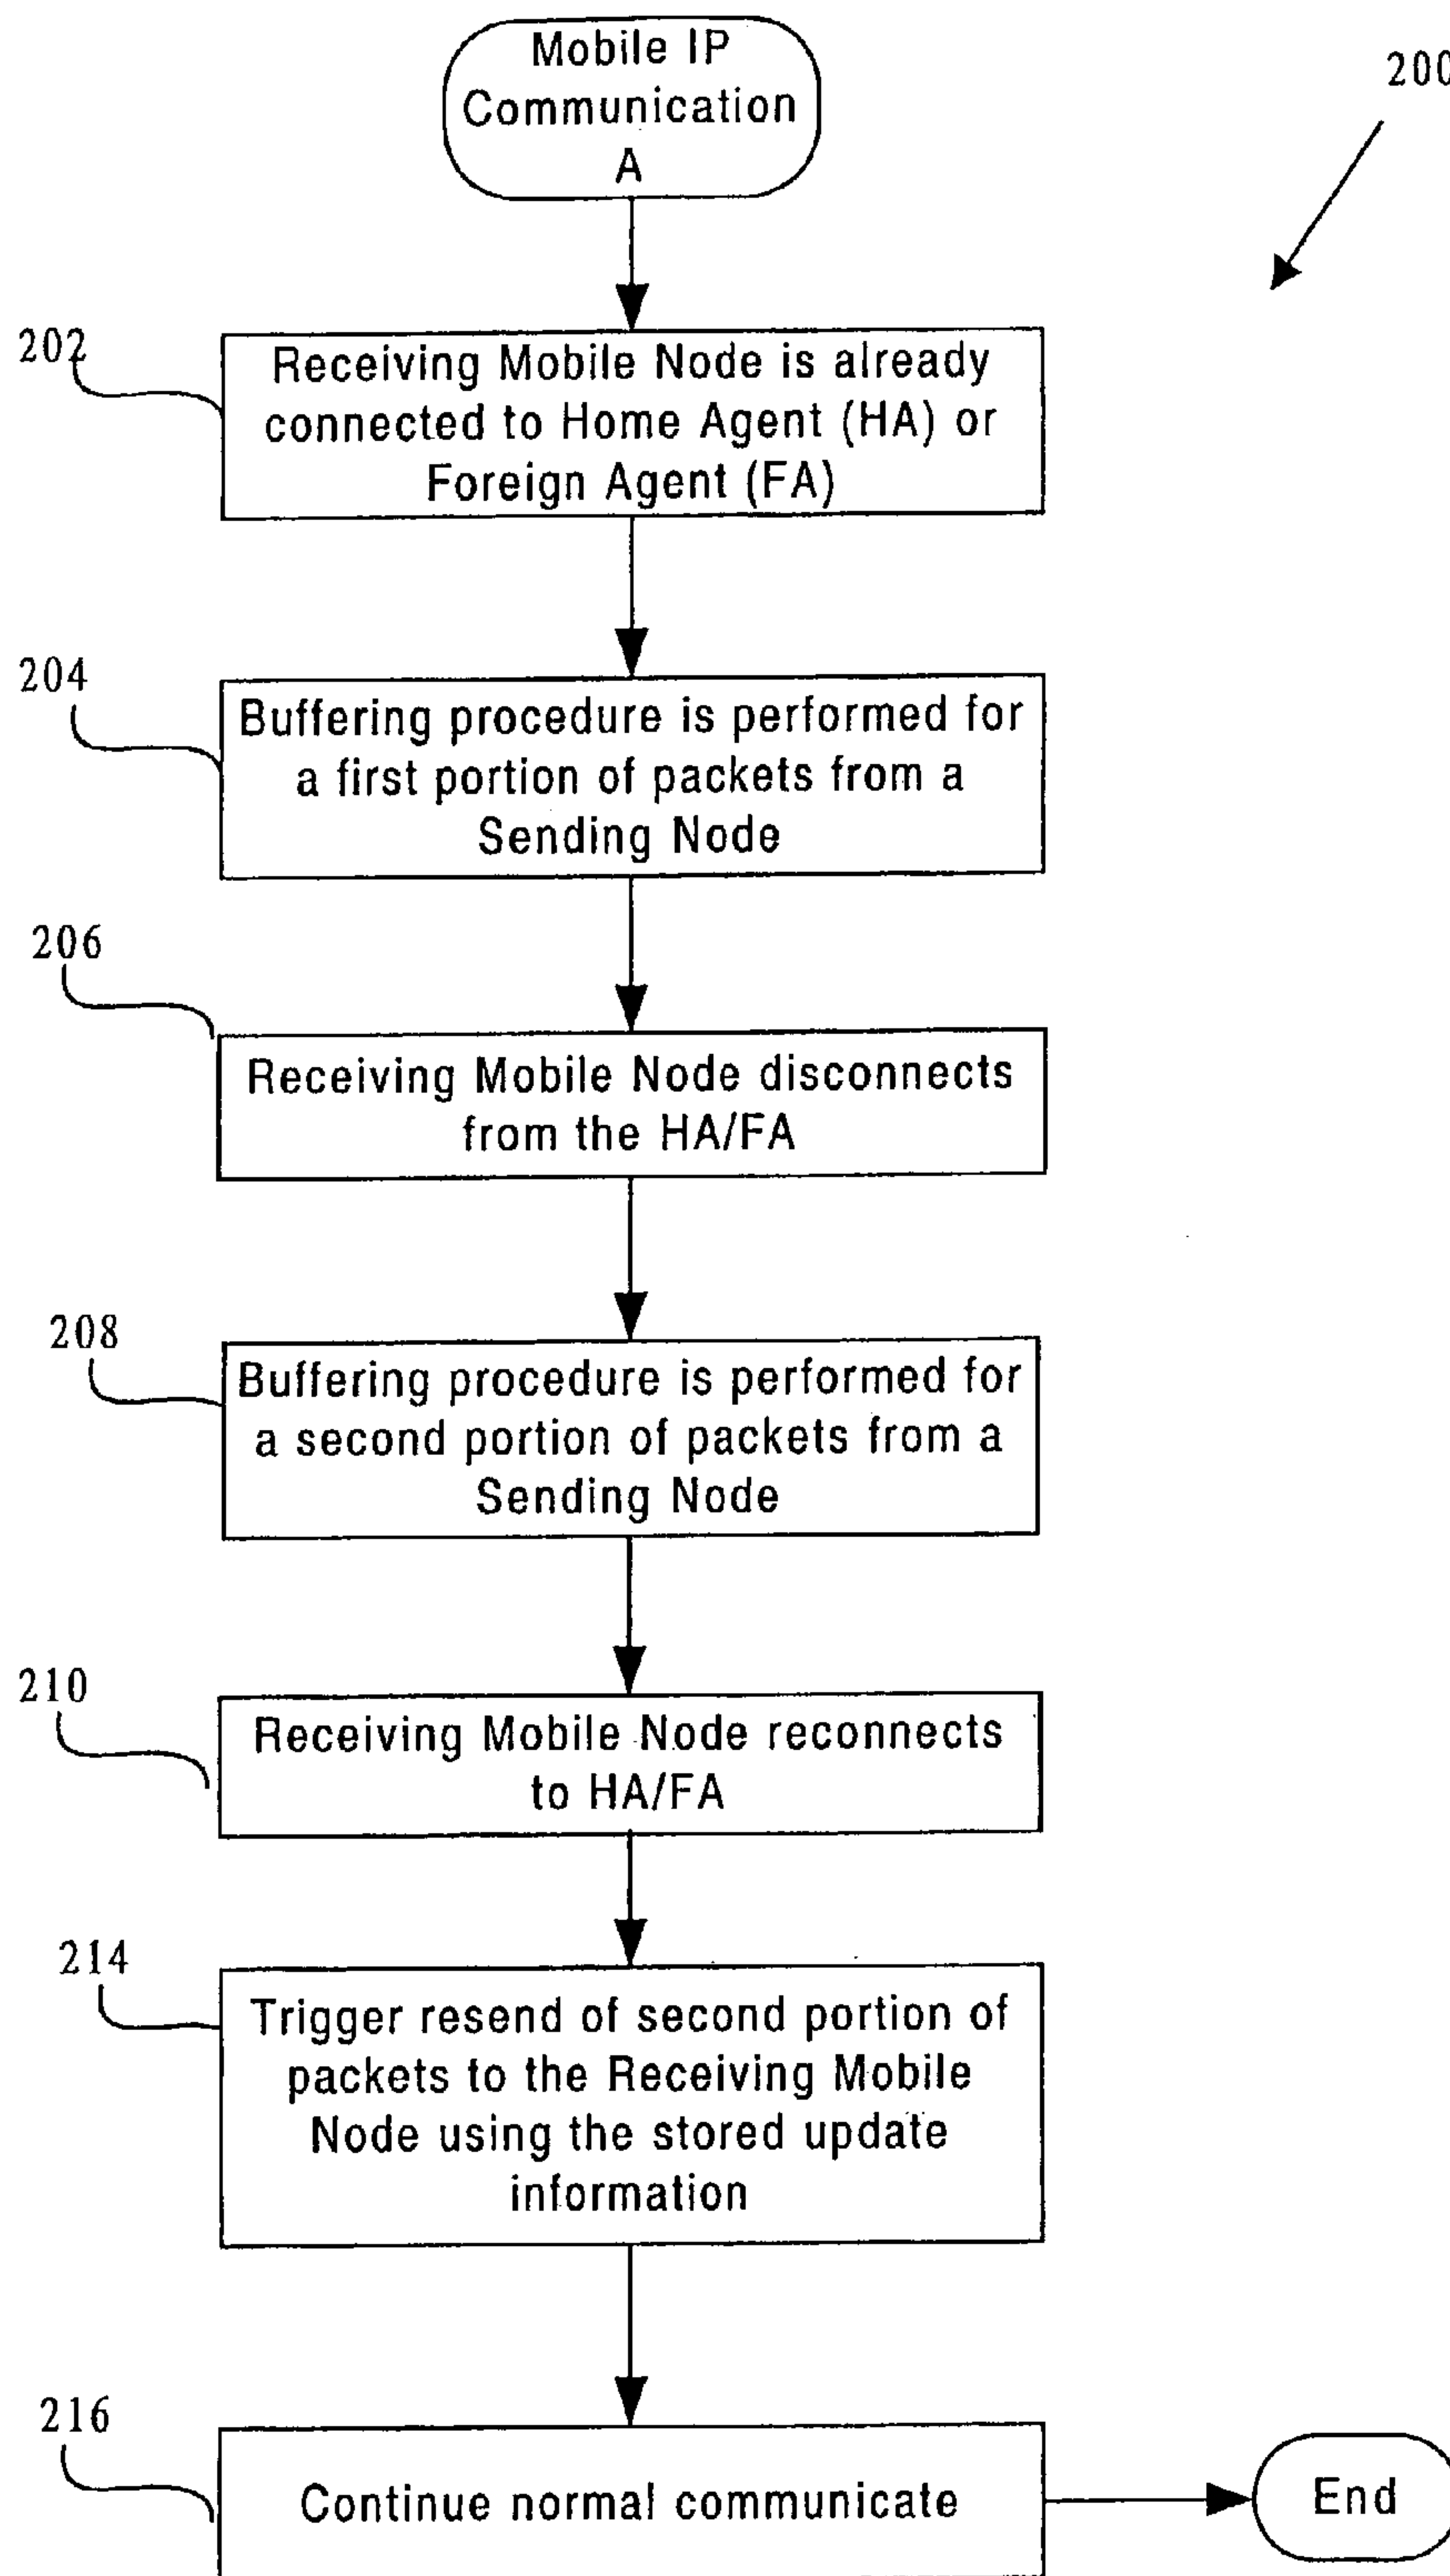 Mobile IP
Communication
A
200
202
Receiving Mobile Node is already
connected to Home Agent (HA) or
Foreign Agent (FA)
204
Buffering procedure is performed for
a first portion of packets from a
Sending Node
206
Receiving Mobile Node disconnects
from the HA/FA
208
Buffering procedure is performed for
a second portion of packets from a
Sending Node
210
Receiving Mobile Node reconnects
to HA/FA
214
Trigger resend of second portion of
packets to the Receiving Mobile
Node using the stored update
information
216
Continue normal communicate
End